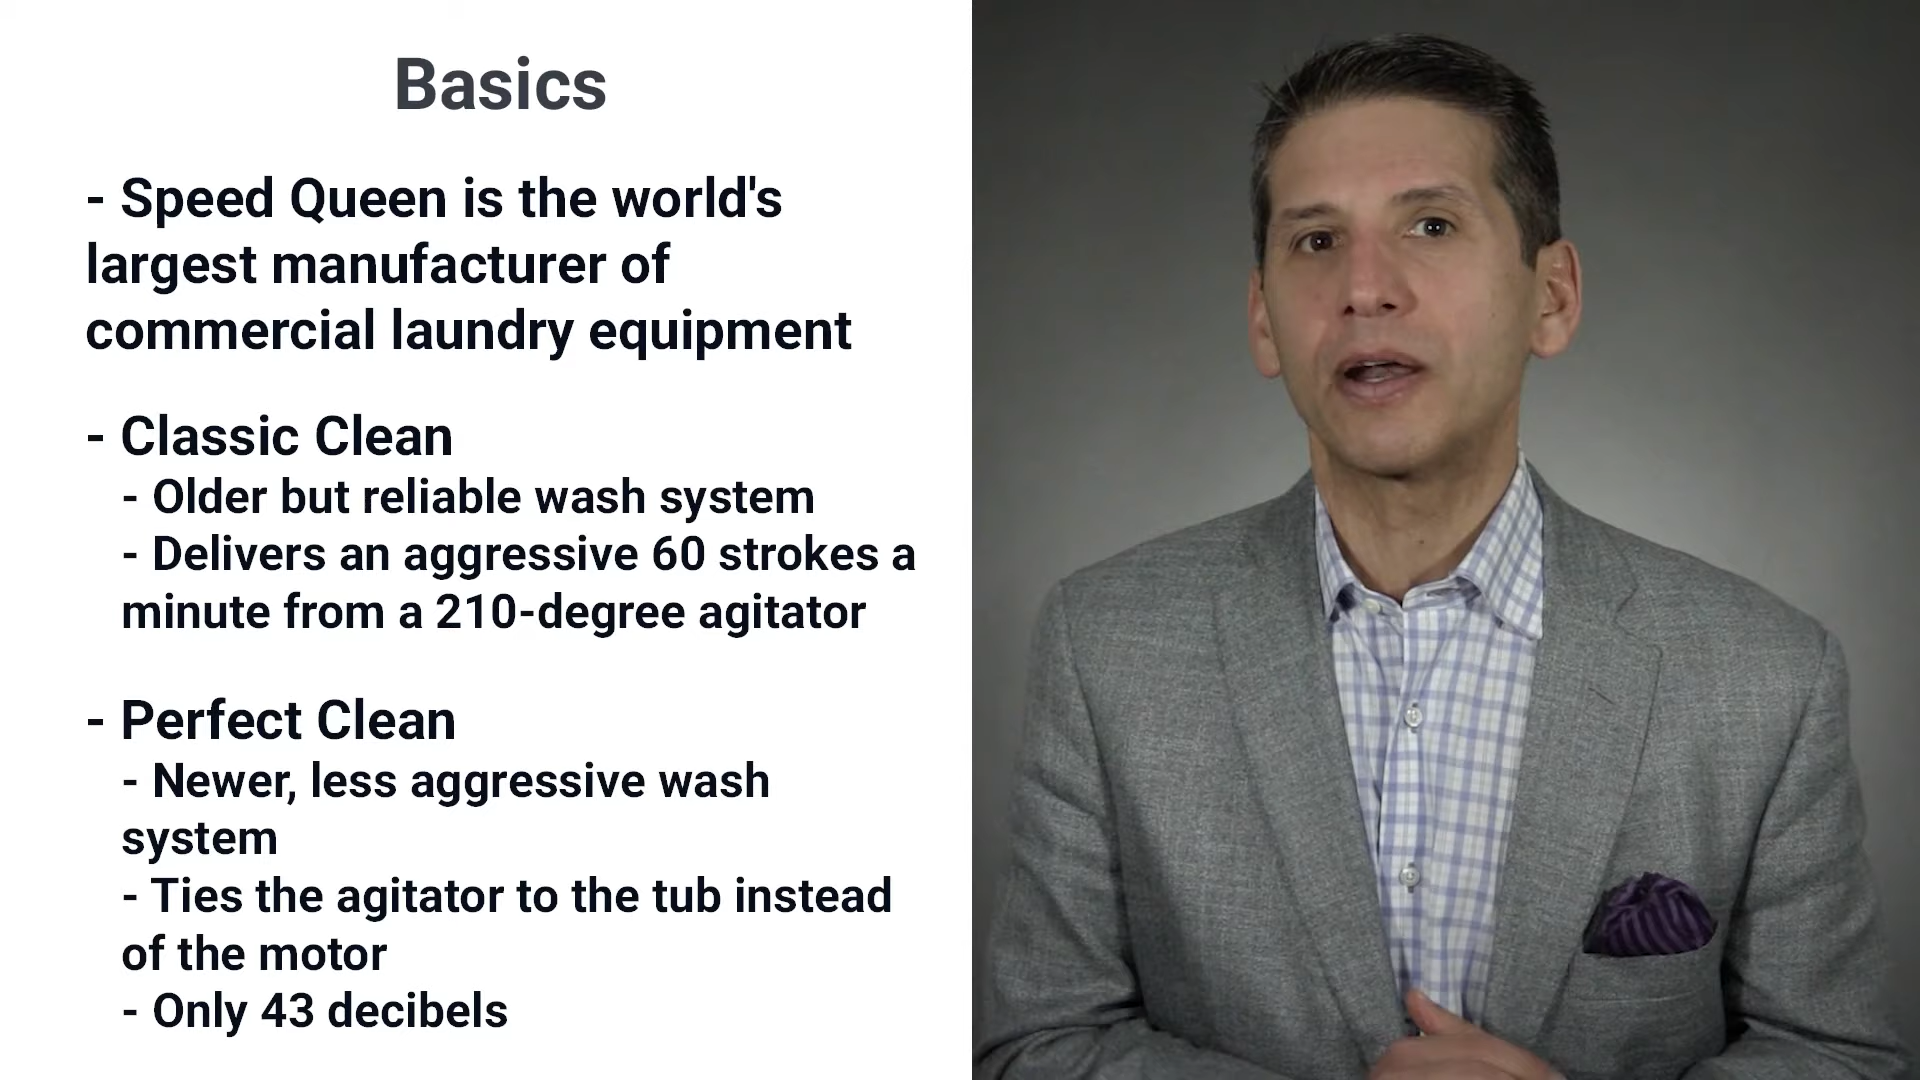 Basics
- Speed Queen is the world's
largest manufacturer of
commercial laundry equipment
- Classic Clean
- Older but reliable wash system
- Delivers an aggressive 60 strokes a
minute from a 210-degree agitator
- Perfect Clean
- Newer, less aggressive wash
system
- Ties the agitator to the tub instead
of the motor
- Only 43 decibels